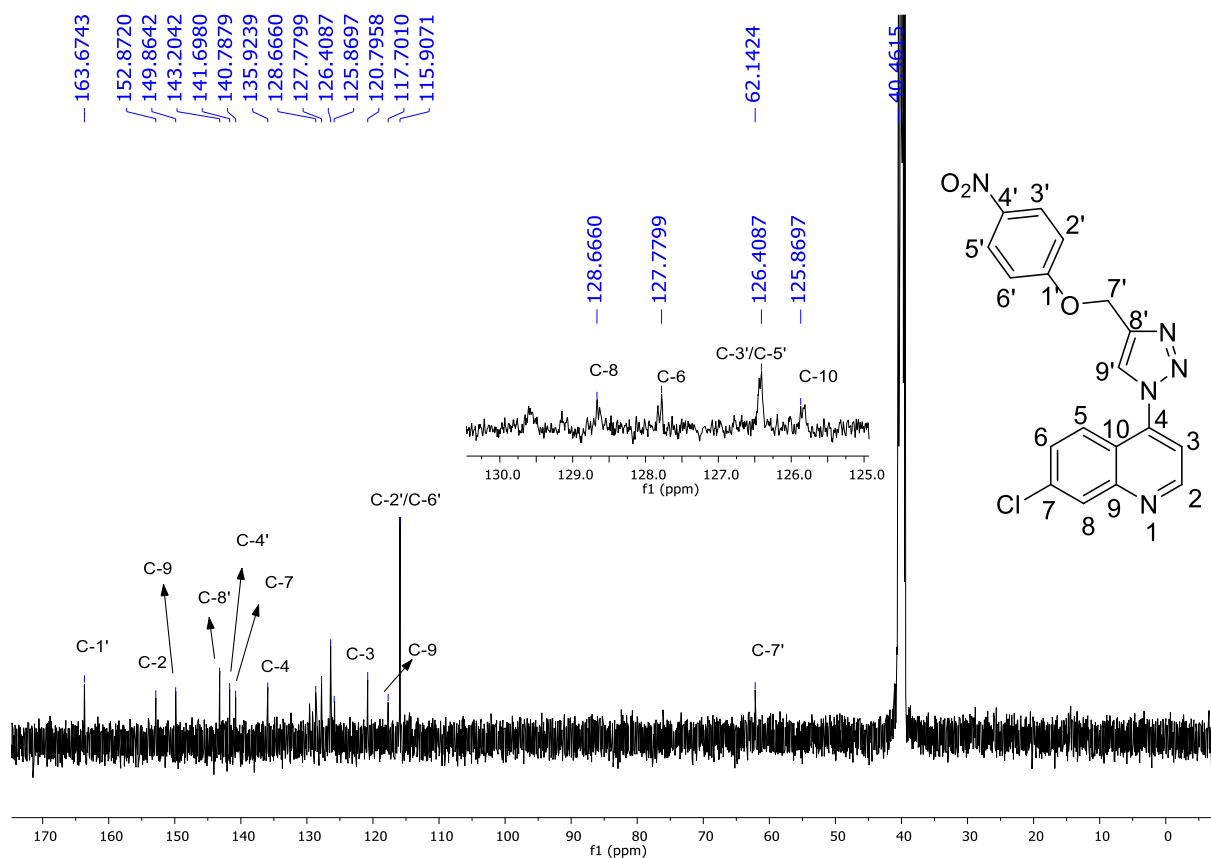 163.6743
152.8720
149.8642
143.2042
141.6980
140.7879
135.9239
128.6660
127.7799
126.4087
125.8697
120.7958
117.7010
115.9071
62.1424
40.4615
128.6660
127.7799
126.4087
125.8697
C-8
C-6
C-3'/C-5'
C-10
130.0 129.0 128.0 127.0 126.0 125.0
f1 (ppm)
O₂N
4'
3'
2'
5'
6'
1'
O
7'
8'
N
N
9'
N
5
10
4
3
6
Cl
7
8
9
N
1
2
C-1'
C-2
C-9
C-8'
C-4'
C-7
C-4
C-3
C-2'/C-6'
C-9
C-7'
170 160 150 140 130 120 110 100 90 80 70 60 50 40 30 20 10 0
f1 (ppm)